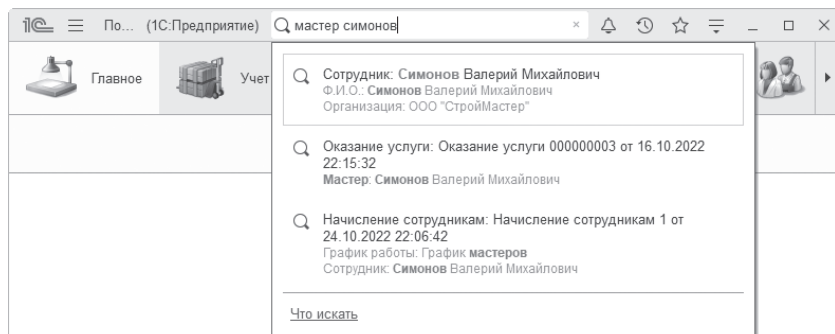 1С По... (1С:Предприятие) мастер симонов
Главное
Учет
Сотрудник: Симонов Валерий Михайлович
Ф.И.О.: Симонов Валерий Михайлович
Организация: ООО "СтройМастер"
Оказание услуги: Оказание услуги 000000003 от 16.10.2022
22:15:32
Мастер: Симонов Валерий Михайлович
Начисление сотрудникам: Начисление сотрудникам 1 от
24.10.2022 22:06:42
График работы: График мастеров
Сотрудник: Симонов Валерий Михайлович
Что искать